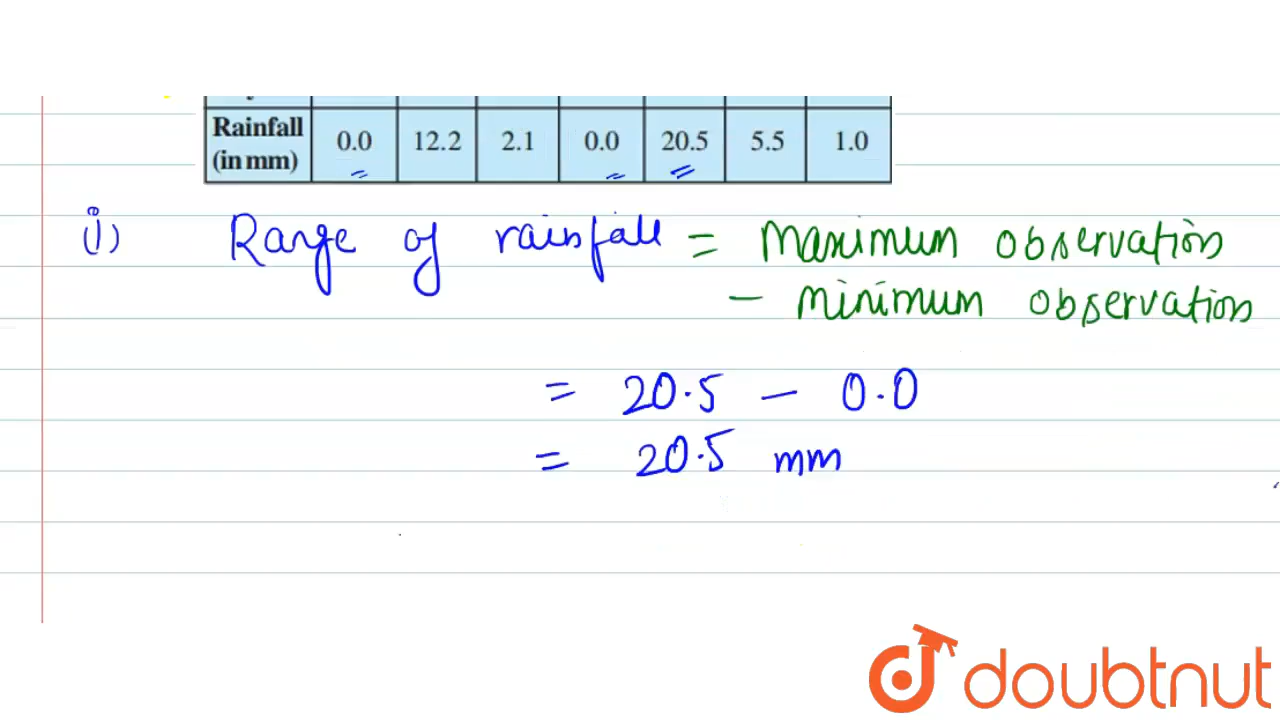 Rainfall (in mm) 0.0 12.2 2.1 0.0 20.5 5.5 1.0
(i) Range of rainfall = Maximum observation
- minimum observation
= 20.5 - 0.0
= 20.5 mm
doubtnut